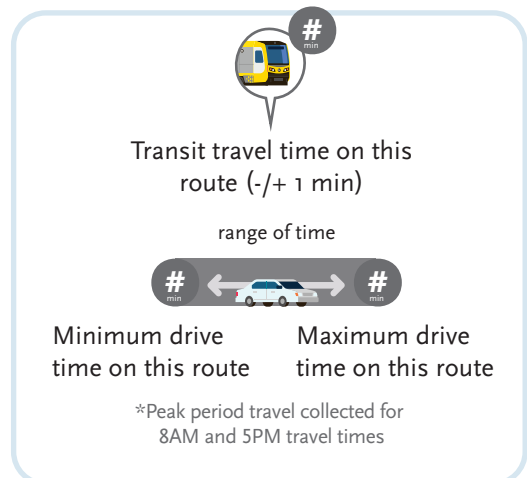 #
min
Transit travel time on this
route (-/+ 1 min)
range of time
# #
min min
Minimum drive Maximum drive
time on this route time on this route
*Peak period travel collected for
8AM and 5PM travel times